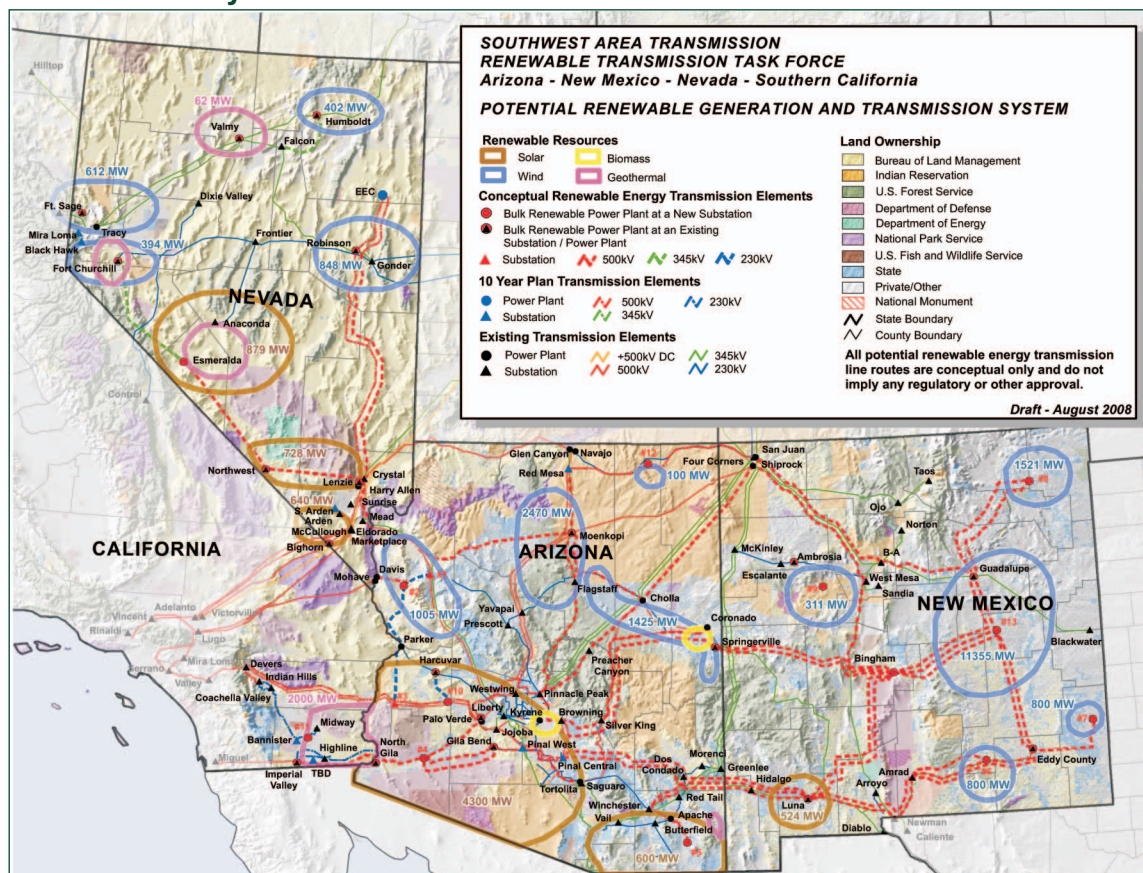 SOUTHWEST AREA TRANSMISSION
RENEWABLE TRANSMISSION TASK FORCE
Arizona - New Mexico - Nevada - Southern California
POTENTIAL RENEWABLE GENERATION AND TRANSMISSION SYSTEM
Renewable Resources
Solar
Biomass
Wind
Geothermal
Conceptual Renewable Energy Transmission Elements
Bulk Renewable Power Plant at a New Substation
Bulk Renewable Power Plant at an Existing
Substation / Power Plant
Substation
500kV
345kV
230kV
10 Year Plan Transmission Elements
Power Plant
500kV
230kV
Substation
345kV
Existing Transmission Elements
Power Plant
+500kV DC
345kV
Substation
500kV
230kV
Land Ownership
Bureau of Land Management
Indian Reservation
U.S. Forest Service
Department of Defense
Department of Energy
National Park Service
U.S. Fish and Wildlife Service
State
Private/Other
National Monument
State Boundary
County Boundary
All potential renewable energy transmission
line routes are conceptual only and do not
imply any regulatory or other approval.
Draft - August 2008
Hilltop
62 MW
Valmy
402 MW
Humboldt
Falcon
612 MW
Ft. Sage
Tracy
Mira Loma
Black Hawk
394 MW
Fort Churchill
Dixie Valley
EEC
Frontier
Robinson
848 MW
Gonder
NEVADA
Anaconda
879 MW
Esmeralda
Control
728 MW
Northwest
Lenzie
Crystal
Harry Allen
640 MW
Sunrise
S. Arden
Arden
Mead
McCullough
Eldorado
Marketplace
Bighorn
CALIFORNIA
Mohave
Davis
1005 MW
Parker
Adelanto
Vincent
Victorville
Rinaldi
Lugo
Mira Loma
Serrano
Valley
Devers
Indian Hills
Coachella Valley
2000 MW
#1
Midway
Bannister
Highline
Miguel
Imperial
Valley
TBD
North
Gila
Glen Canyon
Navajo
Red Mesa
#12
100 MW
Four Corners
San Juan
Shiprock
2470 MW
Moenkopi
ARIZONA
Flagstaff
Cholla
1425 MW
Yavapai
Prescott
Coronado
Springerville
Preacher
Canyon
Harcuvar
Westwing
Pinnacle Peak
#10
Liberty
Palo Verde
Kyrene
Browning
Silver King
Jojoba
Gila Bend
#4
Pinal West
Pinal Central
Saguaro
Tortolita
4300 MW
Dos
Condado
Morenci
Greenlee
Winchester
Red Tail
Vail
Apache
Butterfield
#5
600 MW
Hidalgo
Luna
524 MW
Diablo
Arroyo
Amrad
Newman
Caliente
Taos
Ojo
Norton
1521 MW
McKinley
Ambrosia
Escalante
B-A
West Mesa
Sandia
Guadalupe
311 MW
NEW MEXICO
#13
11355 MW
Blackwater
Bingham
800 MW
#7
Eddy County
800 MW